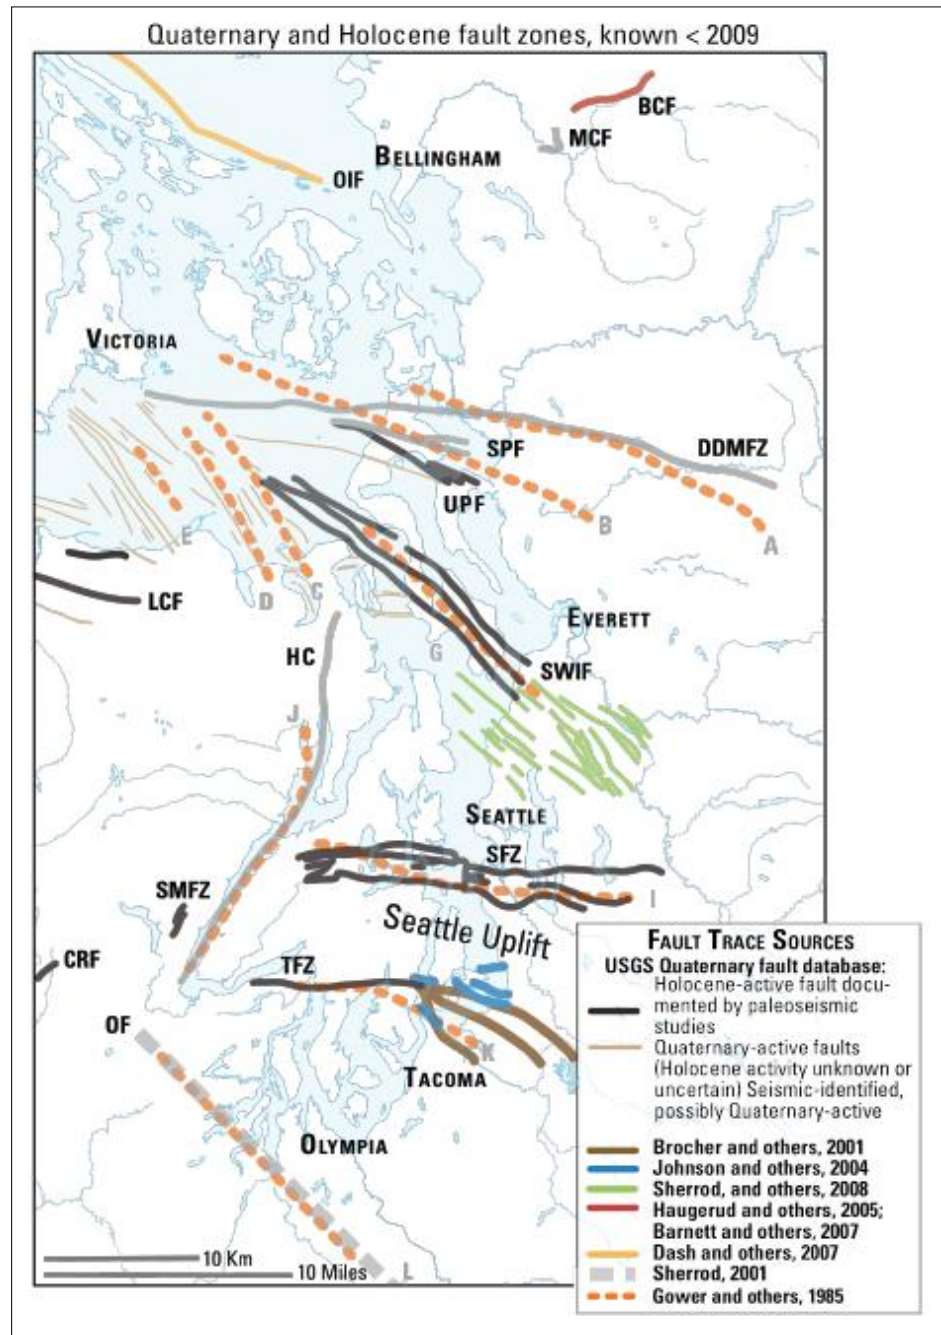 Quaternary and Holocene fault zones, known < 2009
BCF
MCF
BELLINGHAM
OIF
VICTORIA
SPF
DDMFZ
UPF
B
E
A
LCF
D
C
EVERETT
HC
G
SWIF
J
SEATTLE
SFZ
SMFZ
I
Seattle Uplift
CRF
TFZ
OF
K
TACOMA
OLYMPIA
L
10 Km
10 Miles
FAULT TRACE SOURCES
USGS Quaternary fault database:
Holocene-active fault docu-
mented by paleoseismic
studies
Quaternary-active faults
(Holocene activity unknown or
uncertain) Seismic-identified,
possibly Quaternary-active
Brocher and others, 2001
Johnson and others, 2004
Sherrod, and others, 2008
Haugerud and others, 2005;
Barnett and others, 2007
Dash and others, 2007
Sherrod, 2001
Gower and others, 1985